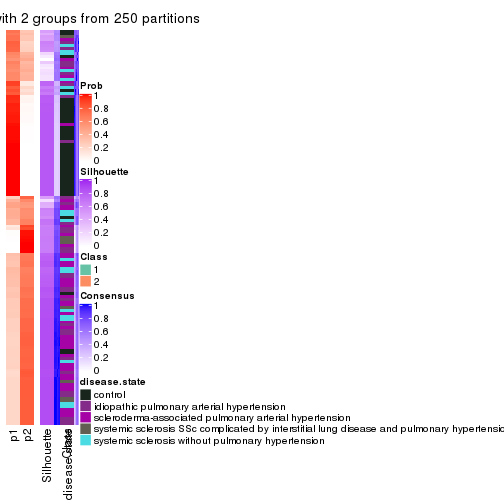 with 2 groups from 250 partitions
Prob
1
0.8
0.6
0.4
0.2
0
Silhouette
1
0.8
0.6
0.4
0.2
0
Class
1
2
Consensus
1
0.8
0.6
0.4
0.2
0
disease.state
control
idiopathic pulmonary arterial hypertension
scleroderma-associated pulmonary arterial hypertension
systemic sclerosis SSc complicated by interstitial lung disease and pulmonary hypertensio
systemic sclerosis without pulmonary hypertension
p1
p2
Silhouette
Class
disease.state